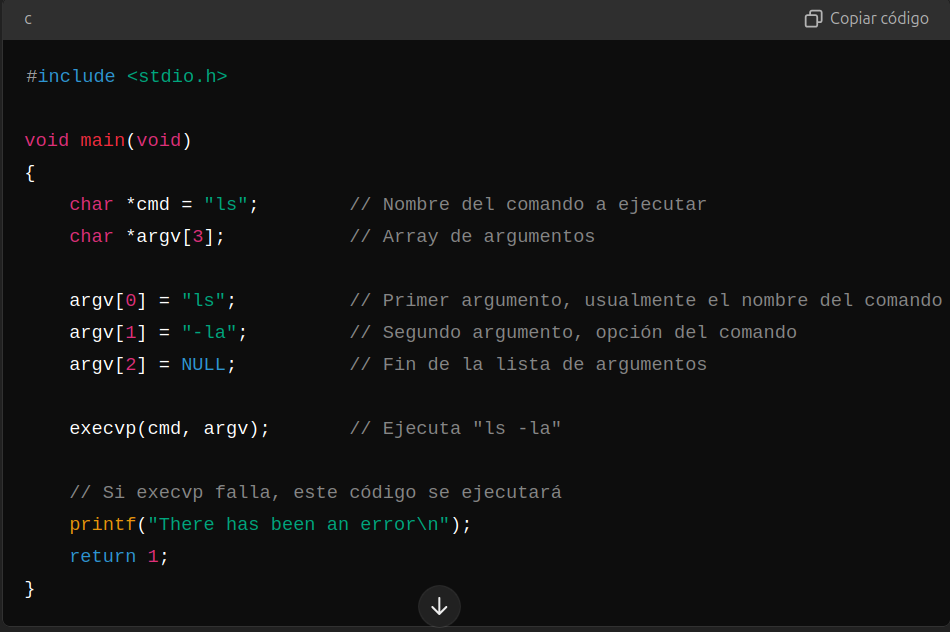 c
Copiar código
#include <stdio.h>
void main(void)
{
    char *cmd = "ls";        // Nombre del comando a ejecutar
    char *argv[3];           // Array de argumentos
    argv[0] = "ls";          // Primer argumento, usualmente el nombre del comando
    argv[1] = "-la";         // Segundo argumento, opción del comando
    argv[2] = NULL;          // Fin de la lista de argumentos
    execvp(cmd, argv);       // Ejecuta "ls -la"
    // Si execvp falla, este código se ejecutará
    printf("There has been an error\n");
    return 1;
}